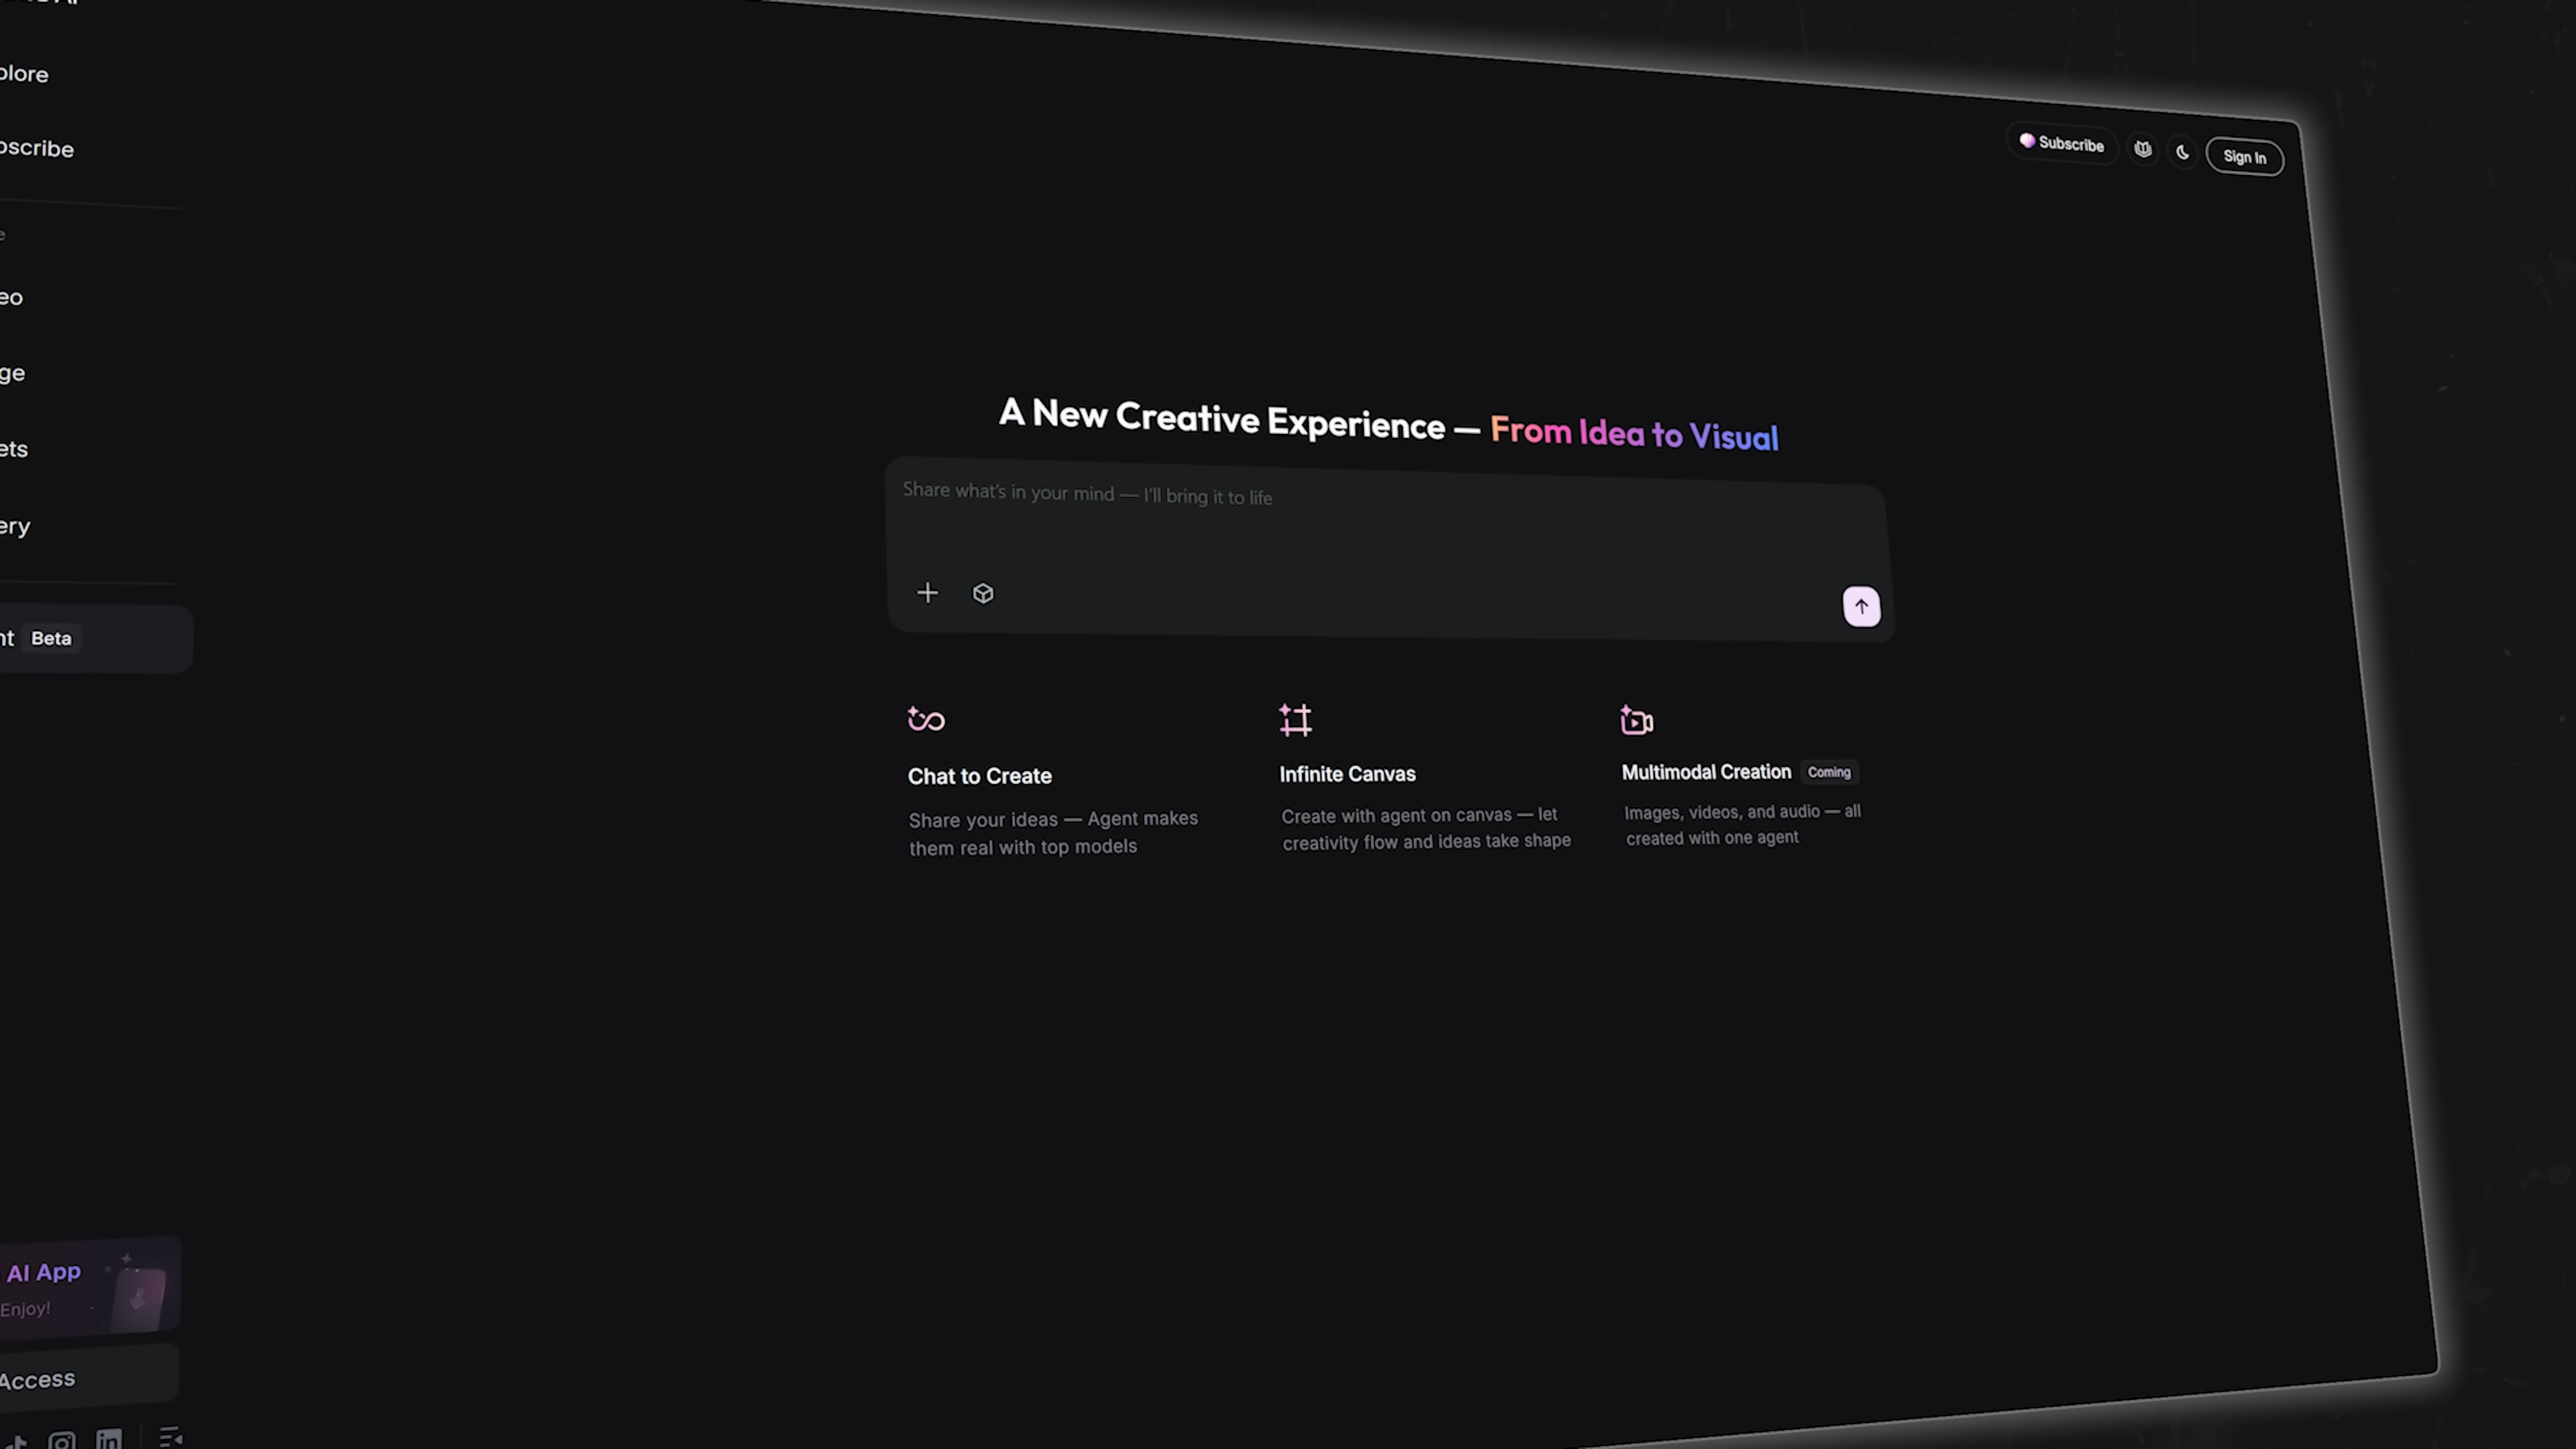 plore
bscribe
e
eo
ge
ets
ery
nt Beta
AI App
Enjoy!
Access
Subscribe
Sign In
A New Creative Experience — From Idea to Visual
Share what's in your mind — I'll bring it to life
Chat to Create
Share your ideas — Agent makes
them real with top models
Infinite Canvas
Create with agent on canvas — let
creativity flow and ideas take shape
Multimodal Creation Coming
Images, videos, and audio — all
created with one agent